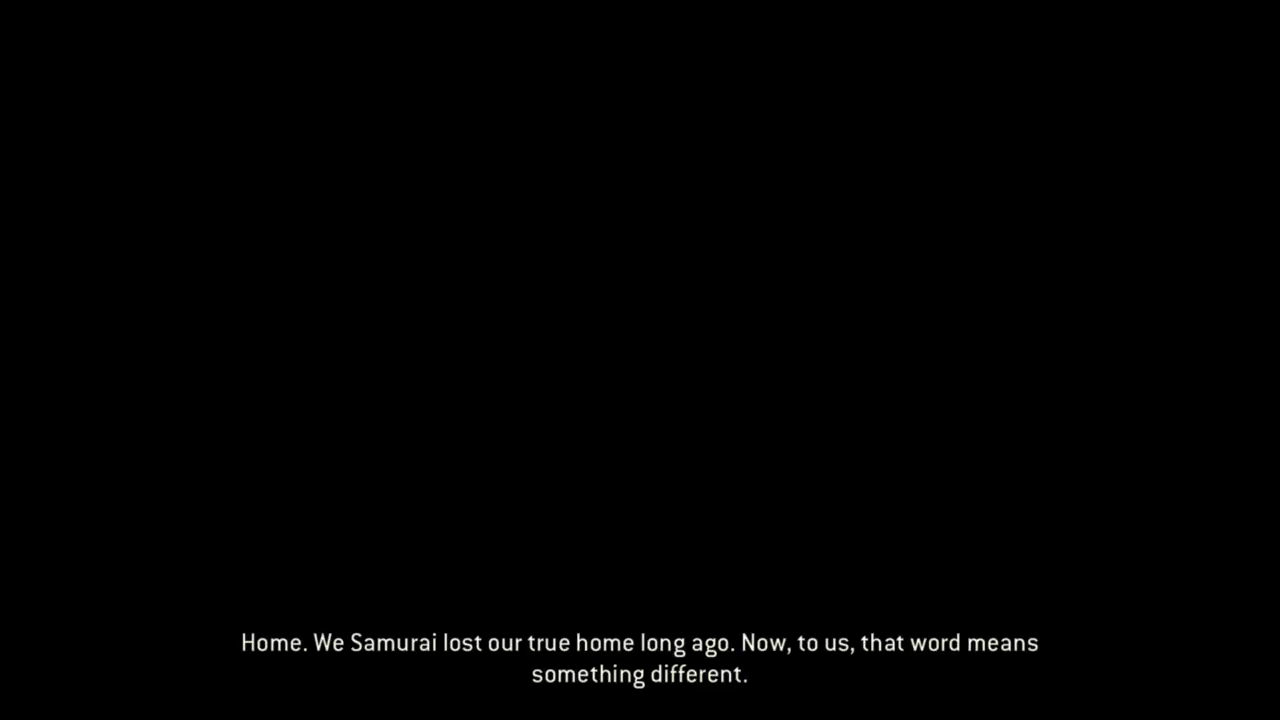 Home. We Samurai lost our true home long ago. Now, to us, that word means
something different.